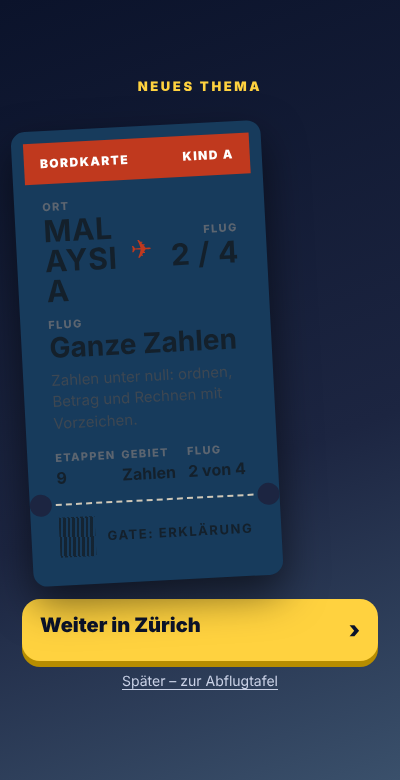 NEUES THEMA
BORDKARTE KIND A
ORT
MAL
AYSI
A
✈
FLUG
2 / 4
FLUG
Ganze Zahlen
Zahlen unter null: ordnen,
Betrag und Rechnen mit
Vorzeichen.
ETAPPEN GEBIET FLUG
9 Zahlen 2 von 4
GATE: ERKLÄRUNG
Weiter in Zürich ›
Später – zur Abflugtafel